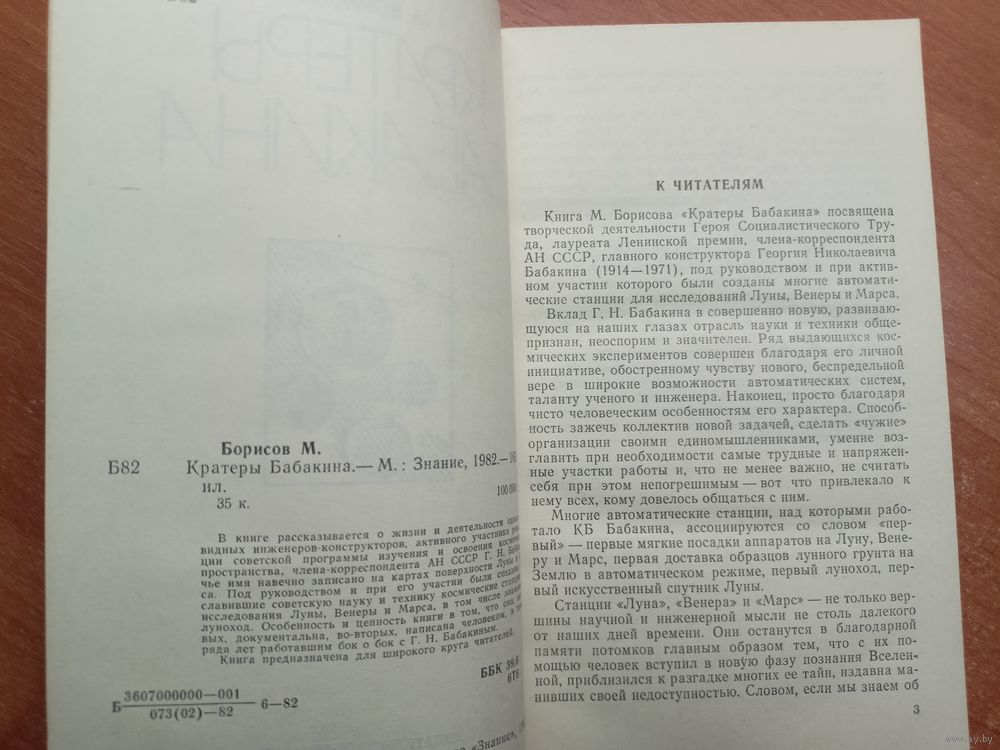 Борисов М.
Б82 Кратеры Бабакина.— М. : Знание, 1982.—
ил.
35 к. 100 000
В книге рассказывается о жизни и деятельности
видных инженеров-конструкторов, активного участника
ции советской программы изучения и освоения
пространства, члена-корреспондента АН СССР Г. Н.
чье имя навечно записано на картах поверхности Луны и
са. Под руководством и при его участии были созданы
славившие советскую науку и технику космические
исследования Луны, Венеры и Марса, в том числе
луноход. Особенность и ценность книги в том, что она,
вых, документальна, во-вторых, написана человеком,
ряда лет работавшим бок о бок с Г. Н. Бабакиным.
Книга предназначена для широкого круга читателей.
ББК 39.6
Б 3607000000—001 6—82
073(02)—82
«Знание»,
К ЧИТАТЕЛЯМ
Книга М. Борисова «Кратеры Бабакина» посвящена
творческой деятельности Героя Социалистического Тру-
да, лауреата Ленинской премии, члена-корреспондента
АН СССР, главного конструктора Георгия Николаевича
Бабакина (1914—1971), под руководством и при актив-
ном участии которого были созданы многие автомати-
ческие станции для исследований Луны, Венеры и Марса.
Вклад Г. Н. Бабакина в совершенно новую, развиваю-
щуюся на наших глазах отрасль науки и техники обще-
признан, неоспорим и значителен. Ряд выдающихся кос-
мических экспериментов совершен благодаря его личной
инициативе, обостренному чувству нового, беспредельной
вере в широкие возможности автоматических систем,
таланту ученого и инженера. Наконец, просто благодаря
чисто человеческим особенностям его характера. Способ-
ность зажечь коллектив новой задачей, сделать «чужие»
организации своими единомышленниками, умение воз-
главить при необходимости самые трудные и напряжен-
ные участки работы и, что не менее важно, не считать
себя при этом непогрешимым — вот что привлекало к
нему всех, кому довелось общаться с ним.
Многие автоматические станции, над которыми рабо-
тало КБ Бабакина, ассоциируются со словом «пер-
вый» — первые мягкие посадки аппаратов на Луну, Вене-
ру и Марс, первая доставка образцов лунного грунта на
Землю в автоматическом режиме, первый луноход, пер-
вый искусственный спутник Луны.
Станции «Луна», «Венера» и «Марс» — не только вер-
шины научной и инженерной мысли не столь далекого
от наших дней времени. Они останутся в благодарной
памяти потомков главным образом тем, что с их по-
мощью человек вступил в новую фазу познания Вселен-
ной, приблизился к разгадке многих ее тайн, издавна ма-
нивших своей недоступностью. Словом, если мы знаем об
3
www.ay.by